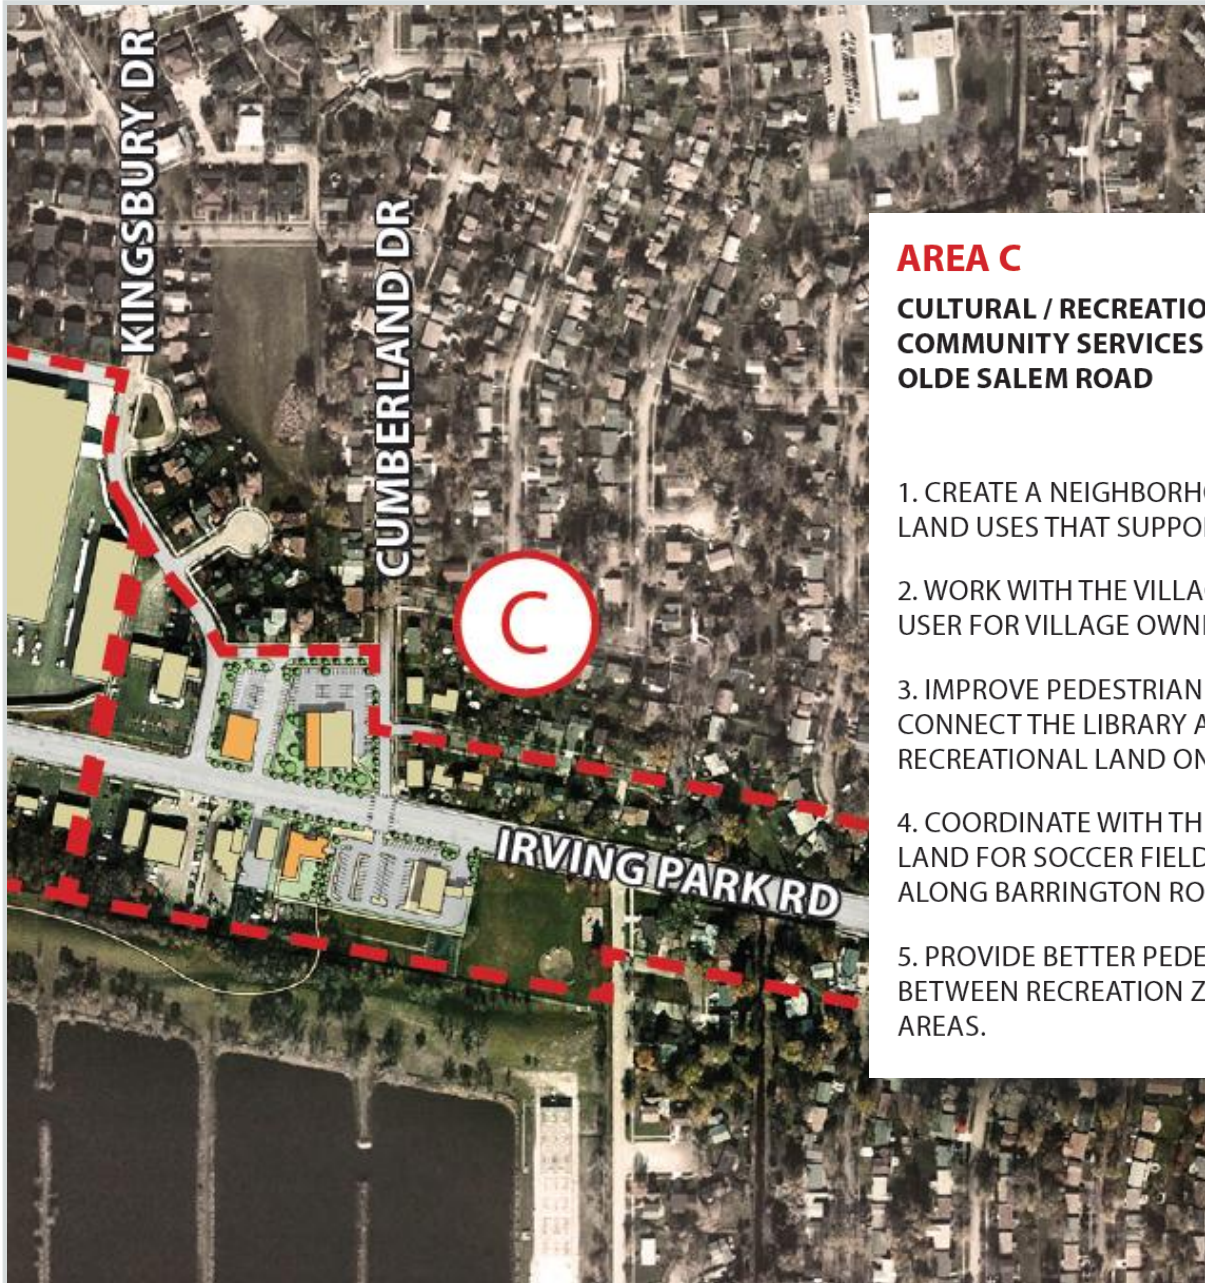 KINGSBURY DR
CUMBERLAND DR
C
IRVING PARK RD
AREA C
CULTURAL / RECREATIO
COMMUNITY SERVICES
OLDE SALEM ROAD
1. CREATE A NEIGHBORH
LAND USES THAT SUPPO
2. WORK WITH THE VILLA
USER FOR VILLAGE OWN
3. IMPROVE PEDESTRIAN
CONNECT THE LIBRARY A
RECREATIONAL LAND ON
4. COORDINATE WITH TH
LAND FOR SOCCER FIELD
ALONG BARRINGTON RO
5. PROVIDE BETTER PEDE
BETWEEN RECREATION Z
AREAS.